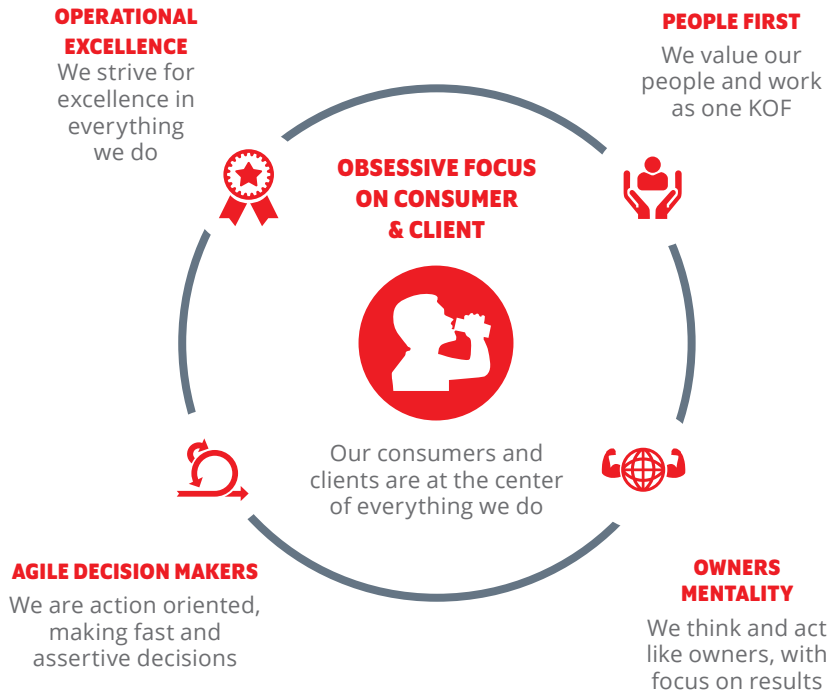 OPERATIONAL
EXCELLENCE
We strive for
excellence in
everything
we do
PEOPLE FIRST
We value our
people and work
as one KOF
OBSESSIVE FOCUS
ON CONSUMER
& CLIENT
Our consumers and
clients are at the center
of everything we do
AGILE DECISION MAKERS
We are action oriented,
making fast and
assertive decisions
OWNERS
MENTALITY
We think and act
like owners, with
focus on results